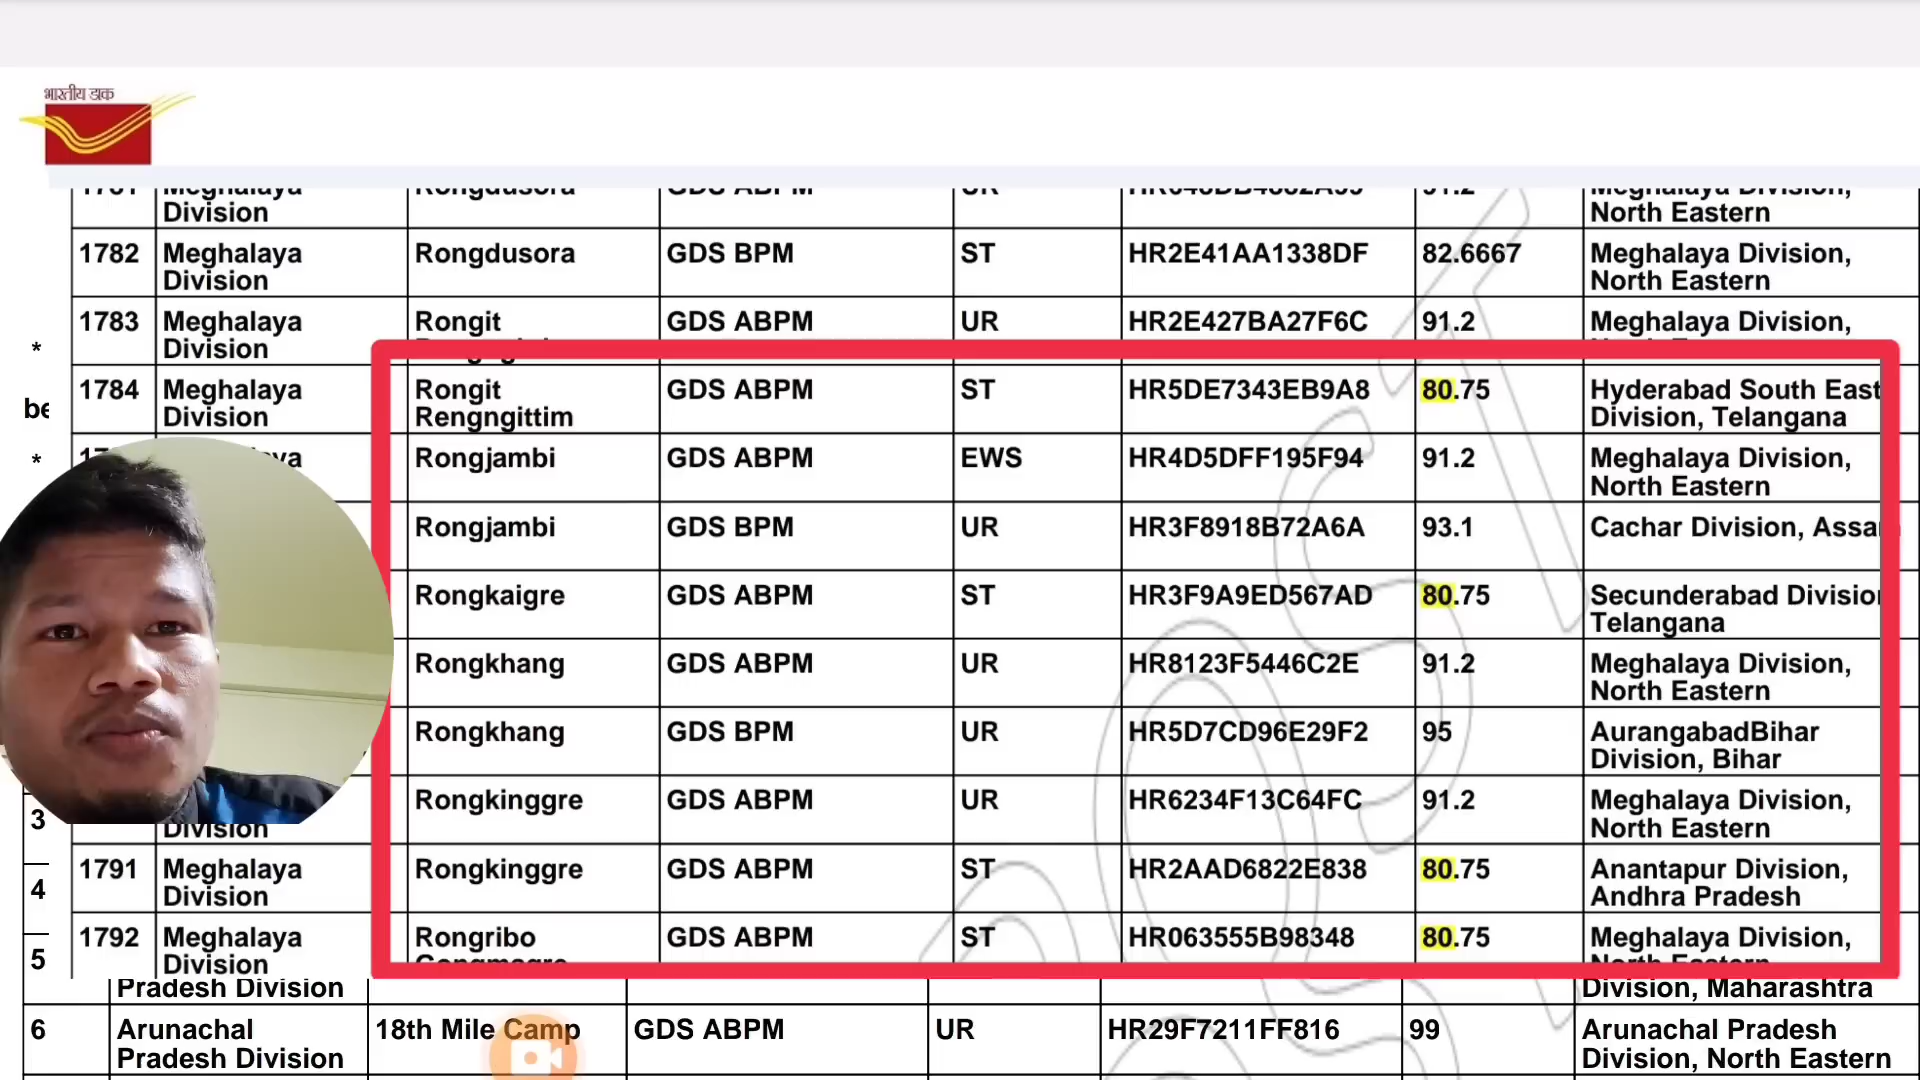 भारतीय डाक
Division North Eastern
1782 Meghalaya Rongdusora GDS BPM ST HR2E41AA1338DF 82.6667 Meghalaya Division,
Division North Eastern
1783 Meghalaya Rongit GDS ABPM UR HR2E427BA27F6C 91.2 Meghalaya Division,
* Division
1784 Meghalaya Rongit GDS ABPM ST HR5DE7343EB9A8 80.75 Hyderabad South East
be Division Rengngittim Division, Telangana
* Rongjambi GDS ABPM EWS HR4D5DFF195F94 91.2 Meghalaya Division,
North Eastern
Rongjambi GDS BPM UR HR3F8918B72A6A 93.1 Cachar Division, Assa
Rongkaigre GDS ABPM ST HR3F9A9ED567AD 80.75 Secunderabad Divisio
Telangana
Rongkhang GDS ABPM UR HR8123F5446C2E 91.2 Meghalaya Division,
North Eastern
Rongkhang GDS BPM UR HR5D7CD96E29F2 95 AurangabadBihar
Division, Bihar
Rongkinggre GDS ABPM UR HR6234F13C64FC 91.2 Meghalaya Division,
3 Division North Eastern
1791 Meghalaya Rongkinggre GDS ABPM ST HR2AAD6822E838 80.75 Anantapur Division,
4 Division Andhra Pradesh
1792 Meghalaya Rongribo GDS ABPM ST HR063555B98348 80.75 Meghalaya Division,
5 Division
Pradesh Division Division, Maharashtra
6 Arunachal 18th Mile Camp GDS ABPM UR HR29F7211FF816 99 Arunachal Pradesh
Pradesh Division Division, North Eastern